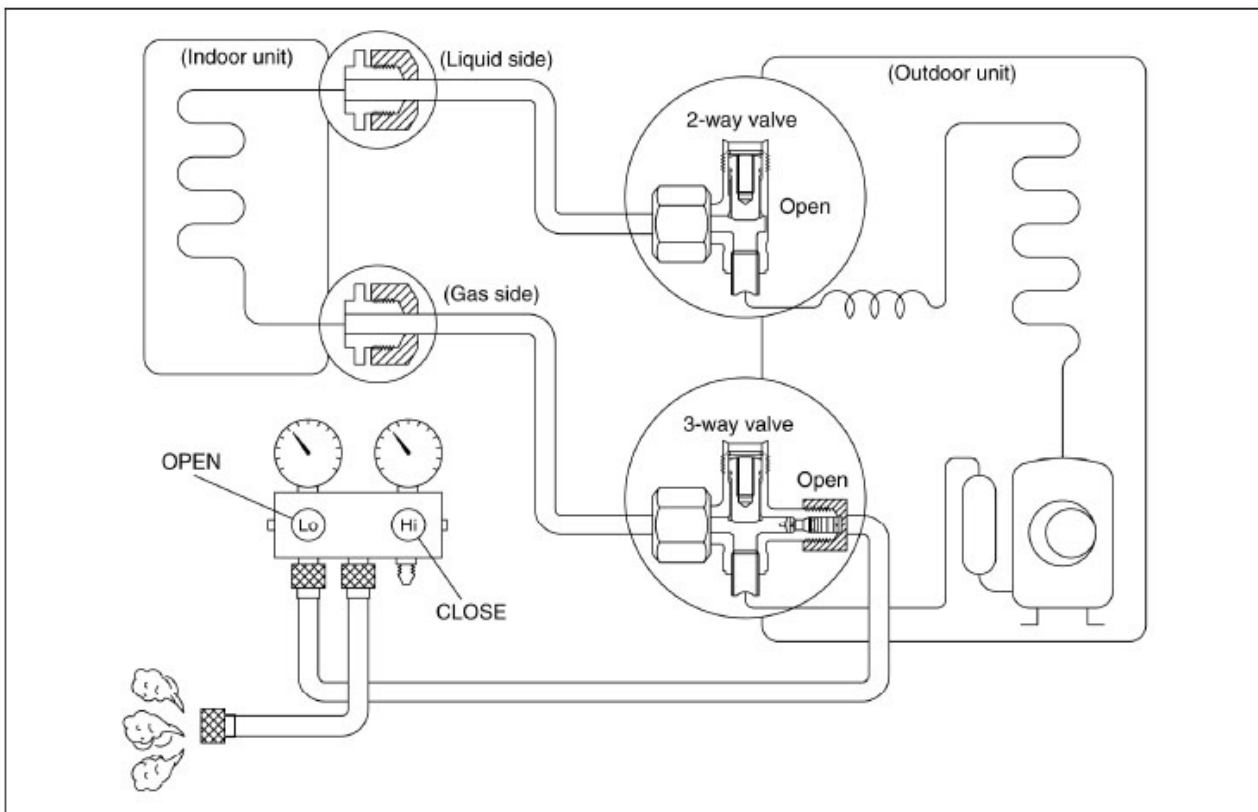 (Indoor unit)
(Liquid side)
(Outdoor unit)
2-way valve
Open
(Gas side)
3-way valve
Open
OPEN
Lo
Hi
CLOSE